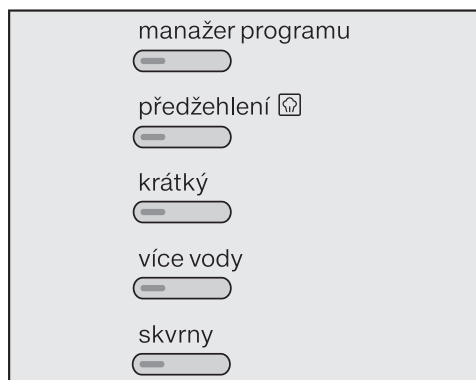 manažer programu
předžehlení
krátký
více vody
skvrny